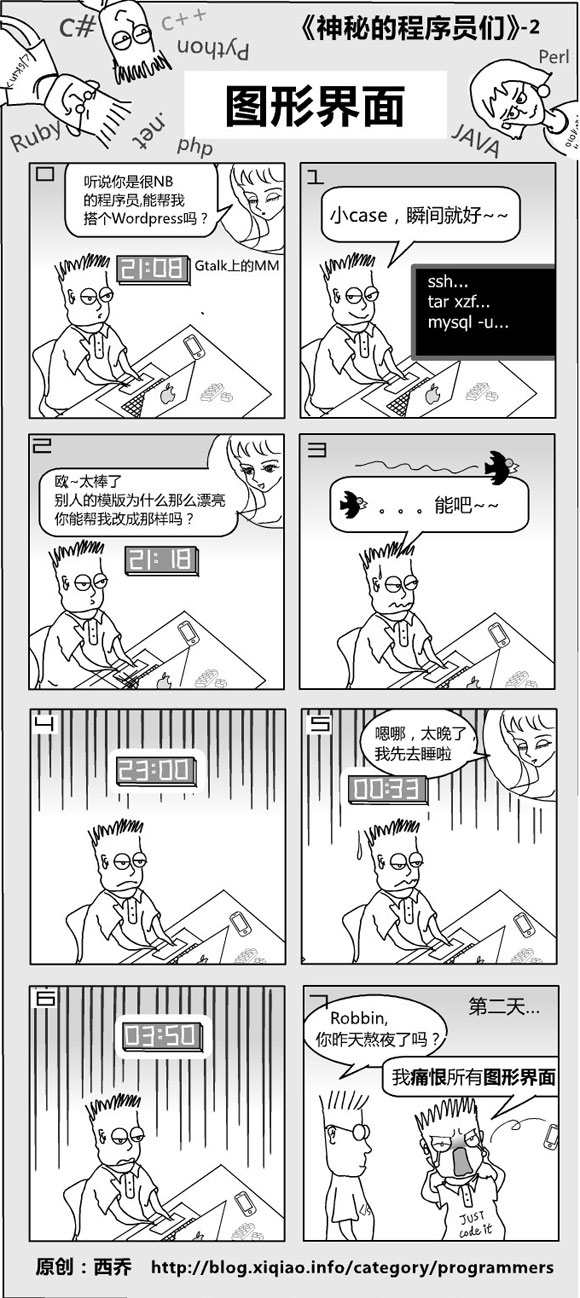 C#
C++
Python
《神秘的程序员们》-2
Perl
Ruby
.net
php
JAVA
图形界面
0
听说你是很NB
的程序员,能帮我
搭个Wordpress吗？
21:08
Gtalk上的MM
1
小case，瞬间就好~~
ssh...
tar xzf...
mysql -u...
2
欧~太棒了
别人的模版为什么那么漂亮
你能帮我改成那样吗？
21:18
3
。。。能吧~~
4
23:00
5
嗯哪，太晚了，
我先去睡啦
00:33
6
03:50
7
第二天...
Robbin,
你昨天熬夜了吗？
我痛恨所有图形界面
</>
JUST
code it
原创：西乔 http://blog.xiqiao.info/category/programmers